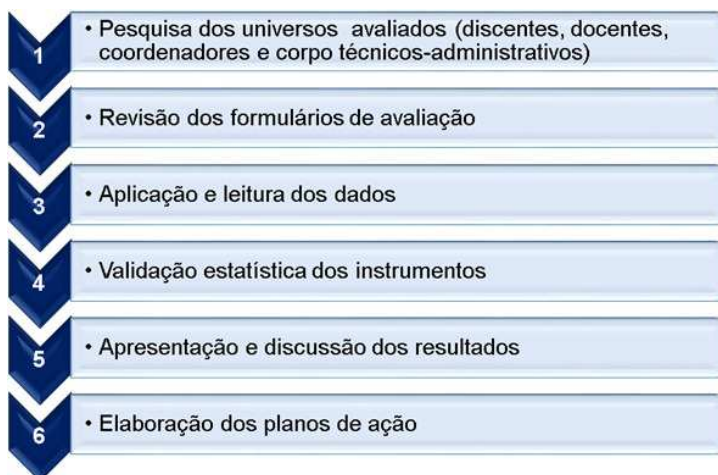 1
• Pesquisa dos universos avaliados (discentes, docentes,
coordenadores e corpo técnicos-administrativos)
2
• Revisão dos formulários de avaliação
3
• Aplicação e leitura dos dados
4
• Validação estatística dos instrumentos
5
• Apresentação e discussão dos resultados
6
• Elaboração dos planos de ação